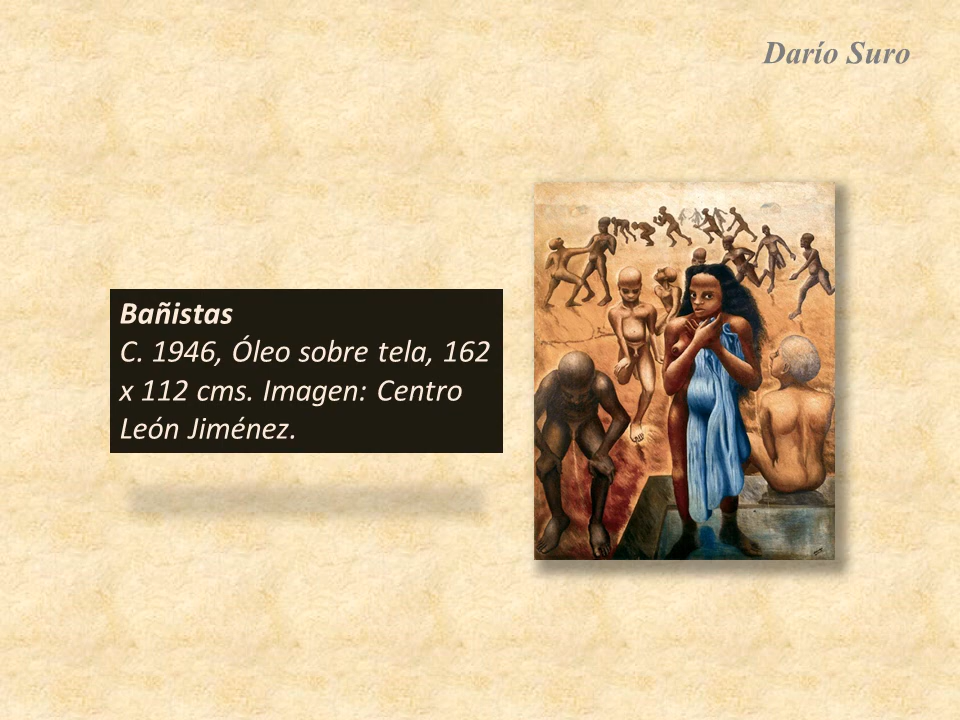 Darío Suro
Bañistas
C. 1946, Óleo sobre tela, 162
x 112 cms. Imagen: Centro
León Jiménez.